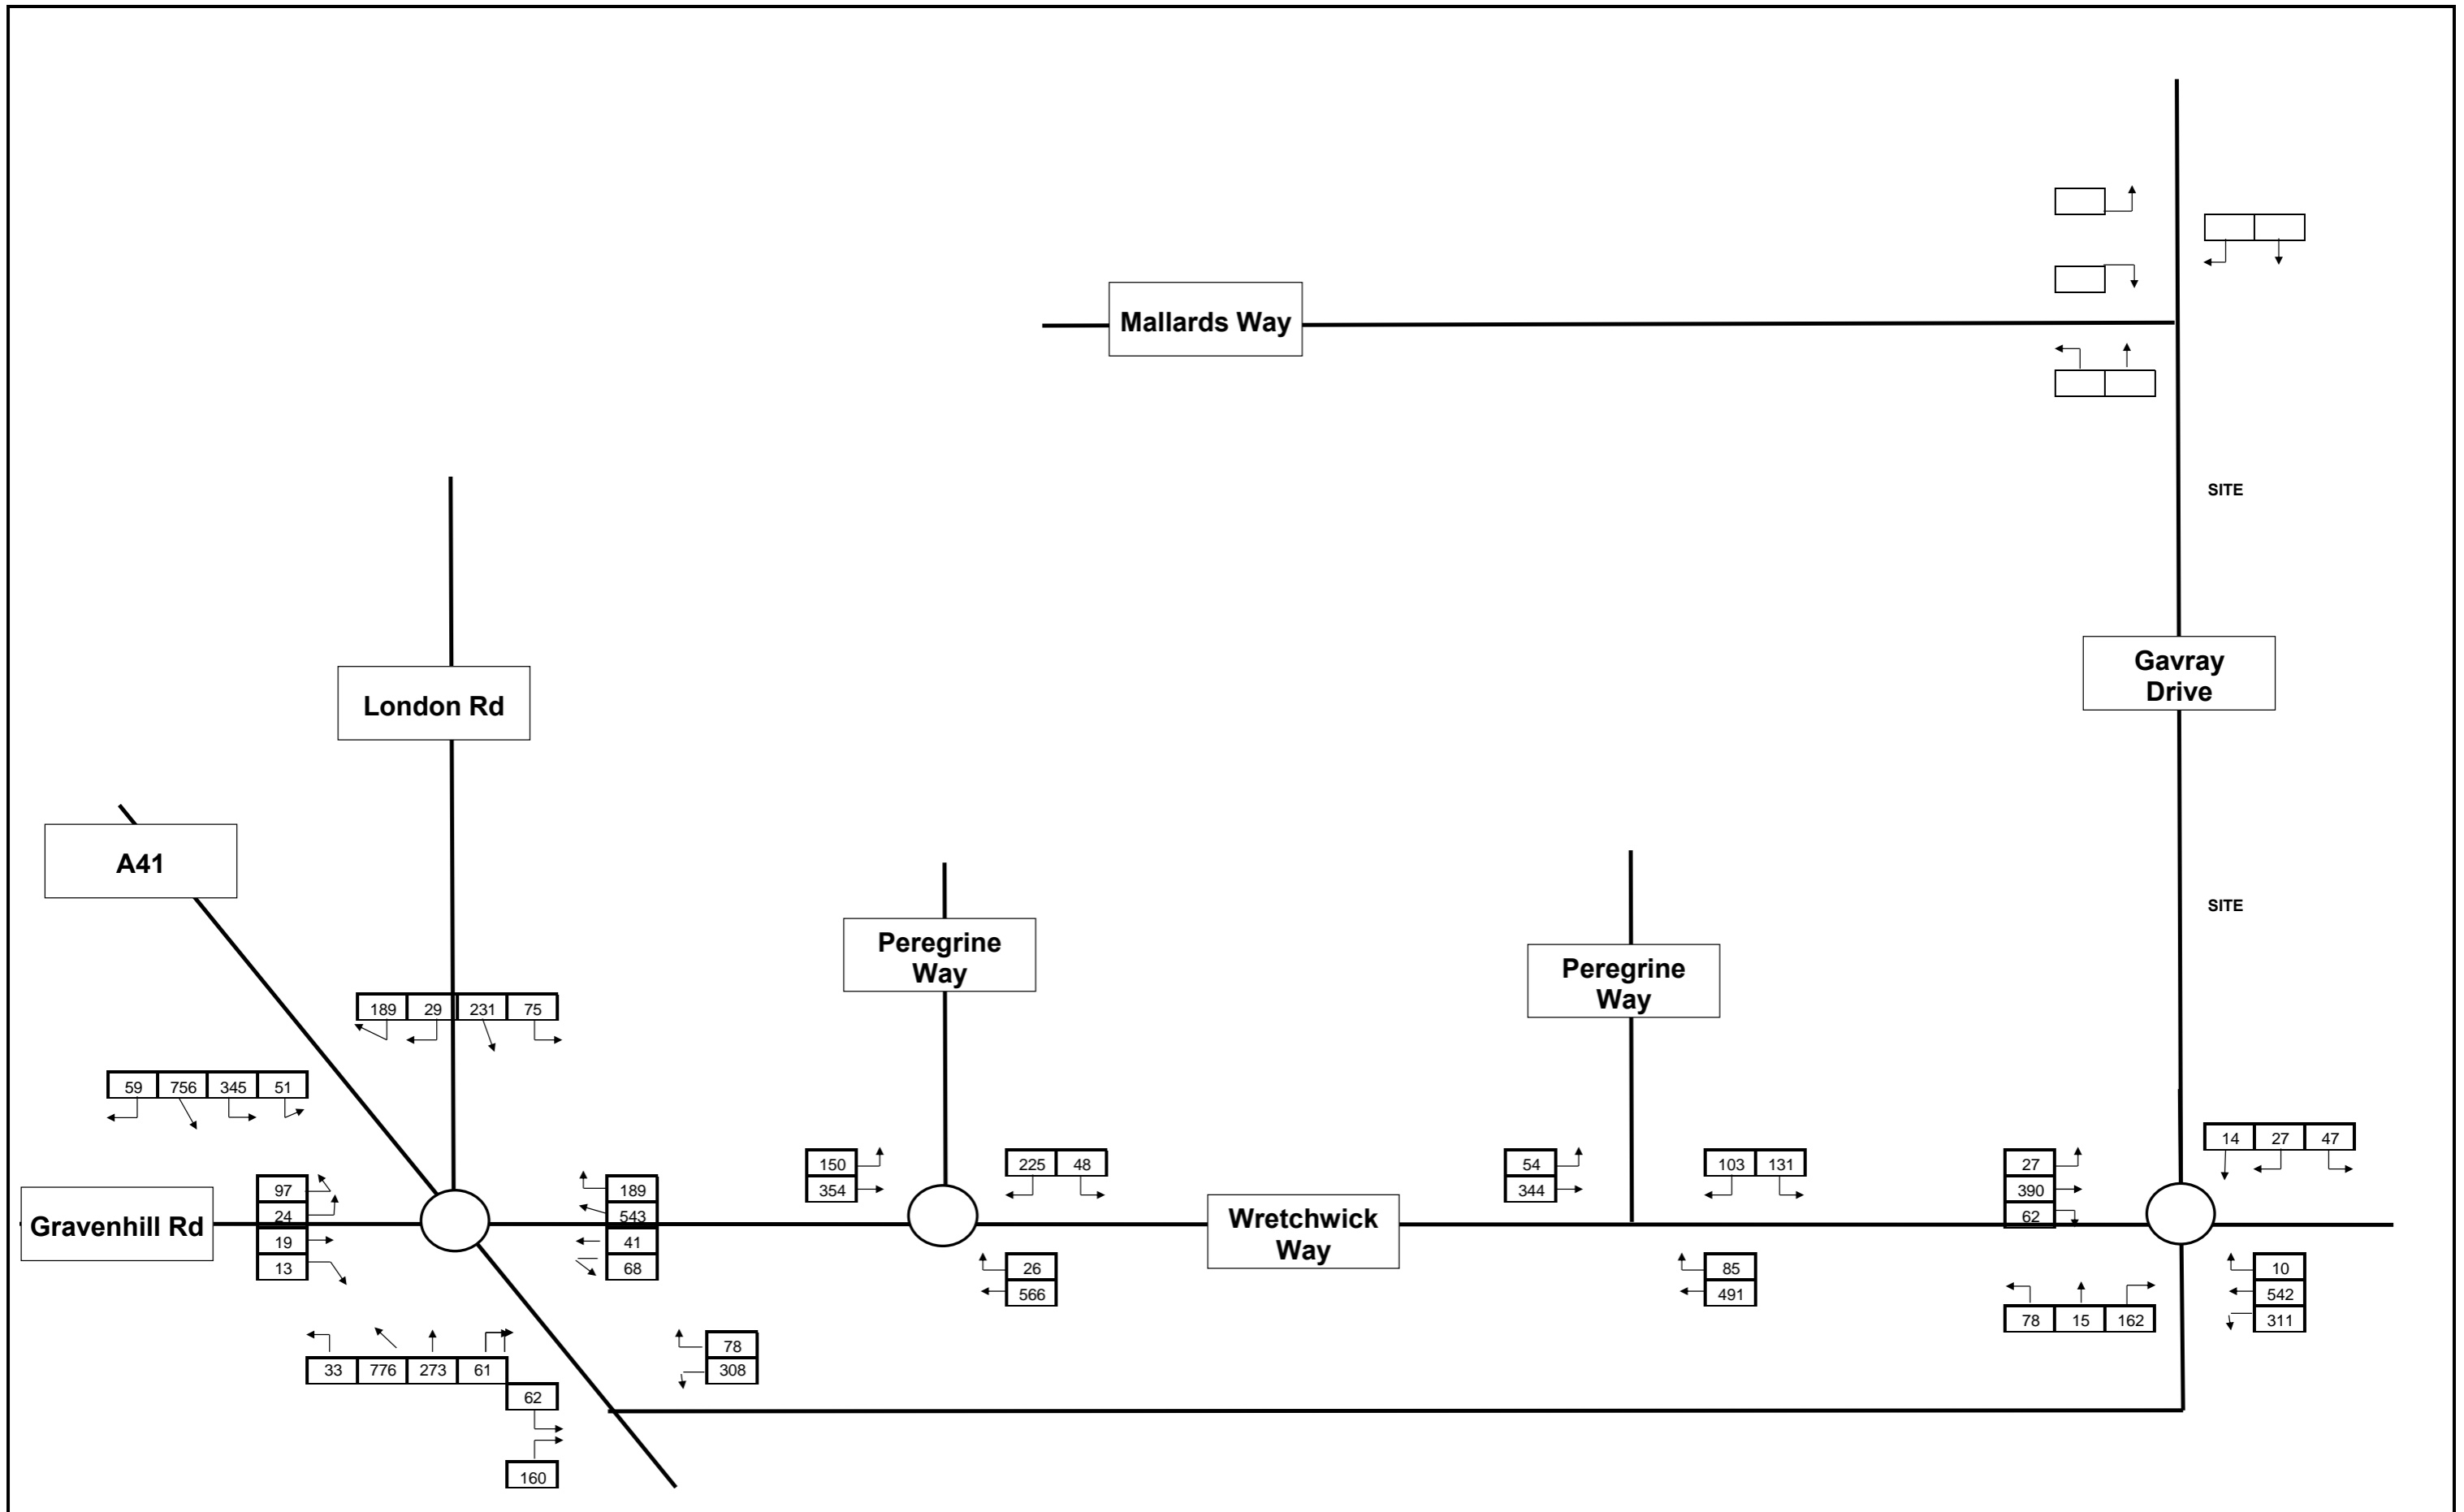 Mallards Way
SITE
Gavray
Drive
London Rd
A41
SITE
Peregrine
Way
Peregrine
Way
189 29 231 75
59 756 345 51
14 27 47
150
354
225 48
54
344
103 131
27
390
62
97
24
19
13
Gravenhill Rd
189
543
41
68
Wretchwick
Way
26
566
85
491
10
542
311
78 15 162
33 776 273 61
62
78
308
160